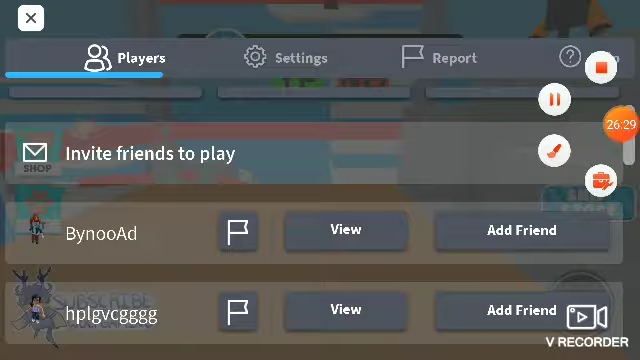 Players
Settings
Report
26:29
Invite friends to play
SHOP
BynooAd
View
Add Friend
SUBSCRIBE
hplgvcgggg
View
Add Friend
V RECORDER